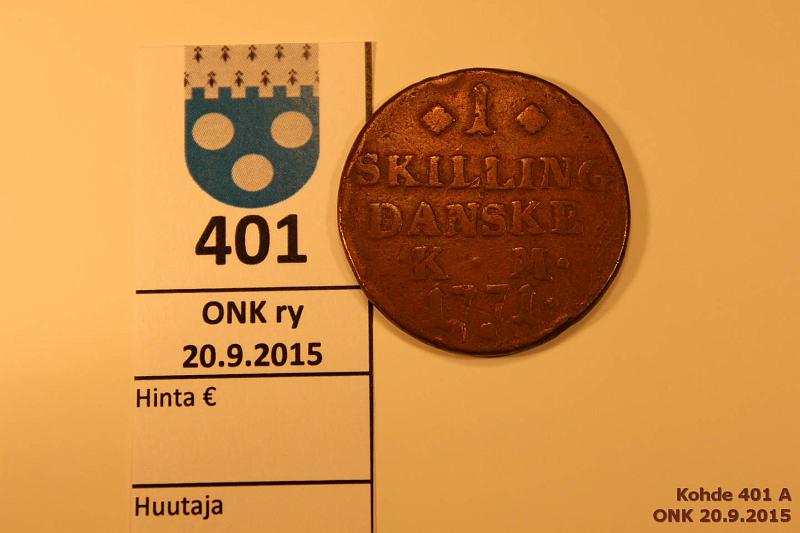 401
ONK ry
20.9.2015
Hinta €
Huutaja
1
SKILLING
DANSKE
K · M·
1771·
Kohde 401 A
ONK 20.9.2015